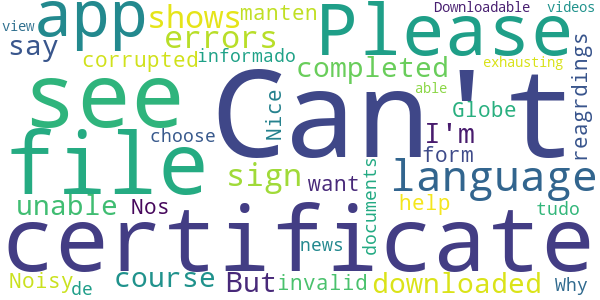 app
shows
manten
Downloadable
videos
view
say
errors
Please
corrupted
informado
see
completed
exhausting
reagrdings
able
Can't
choose
Nice
Globe
file
I'm
form
sign
want
language
documents
unable
Nos
help
tudo
certificate
news
Noisy
de
course
But
invalid
downloaded
Why